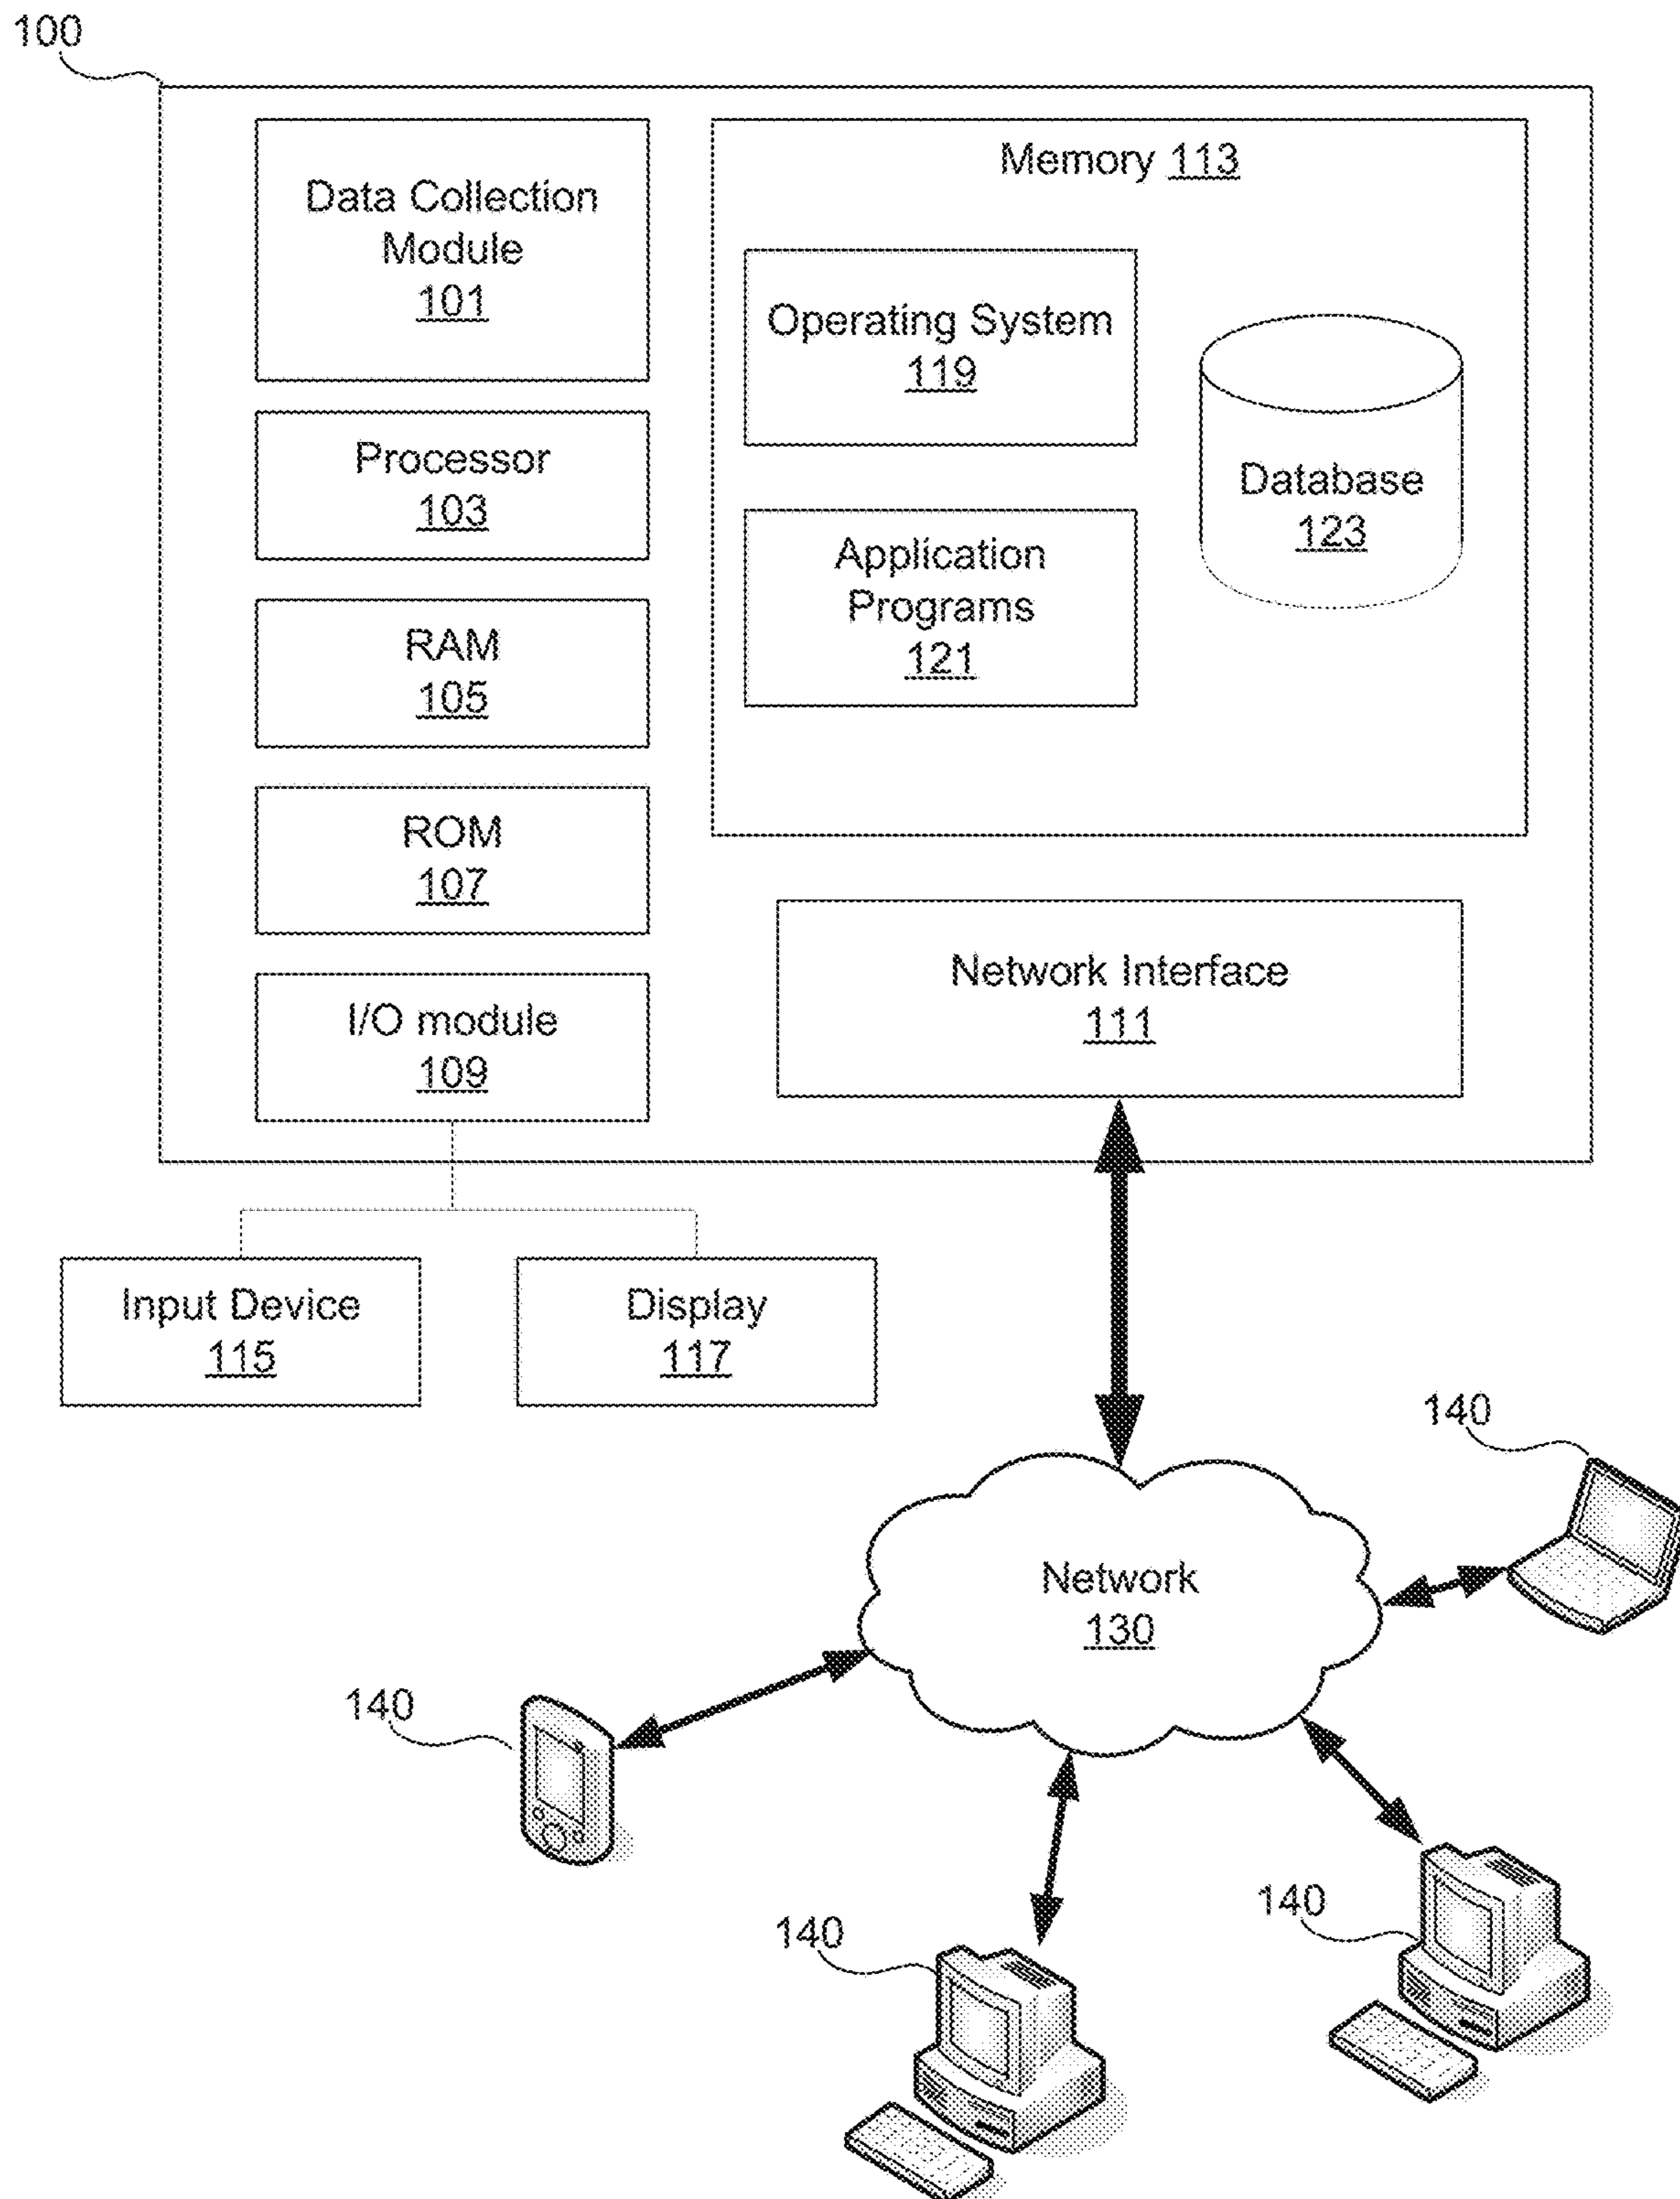 100
Data Collection
Module
101
Processor
103
RAM
105
ROM
107
I/O module
109
Memory 113
Operating System
119
Application
Programs
121
Database
123
Network Interface
111
Input Device
115
Display
117
Network
130
140
140
140
140